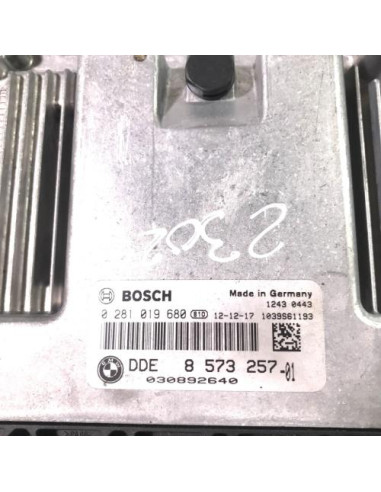 2302
BOSCH Made in Germany
1243 0443
0 281 019 680 B10 12-12-17 1039S61193
DDE 8 573 257-01
030892640